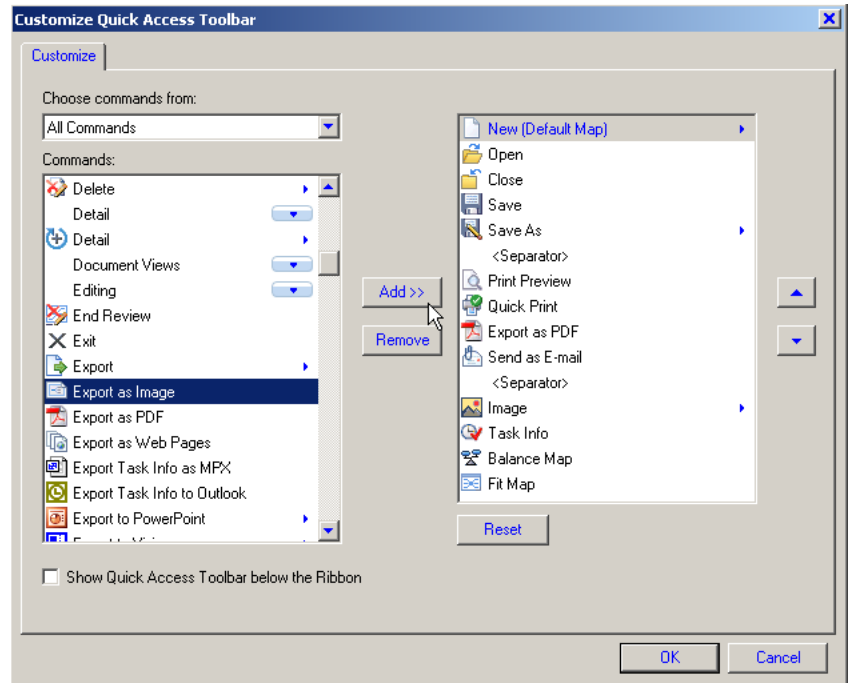 Customize Quick Access Toolbar
Customize
Choose commands from:
All Commands
Commands:
Delete
Detail
Detail
Document Views
Editing
End Review
Exit
Export
Export as Image
Export as PDF
Export as Web Pages
Export Task Info as MPX
Export Task Info to Outlook
Export to PowerPoint
Add >>
Remove
New (Default Map)
Open
Close
Save
Save As
<Separator>
Print Preview
Quick Print
Export as PDF
Send as E-mail
<Separator>
Image
Task Info
Balance Map
Fit Map
Reset
Show Quick Access Toolbar below the Ribbon
OK
Cancel